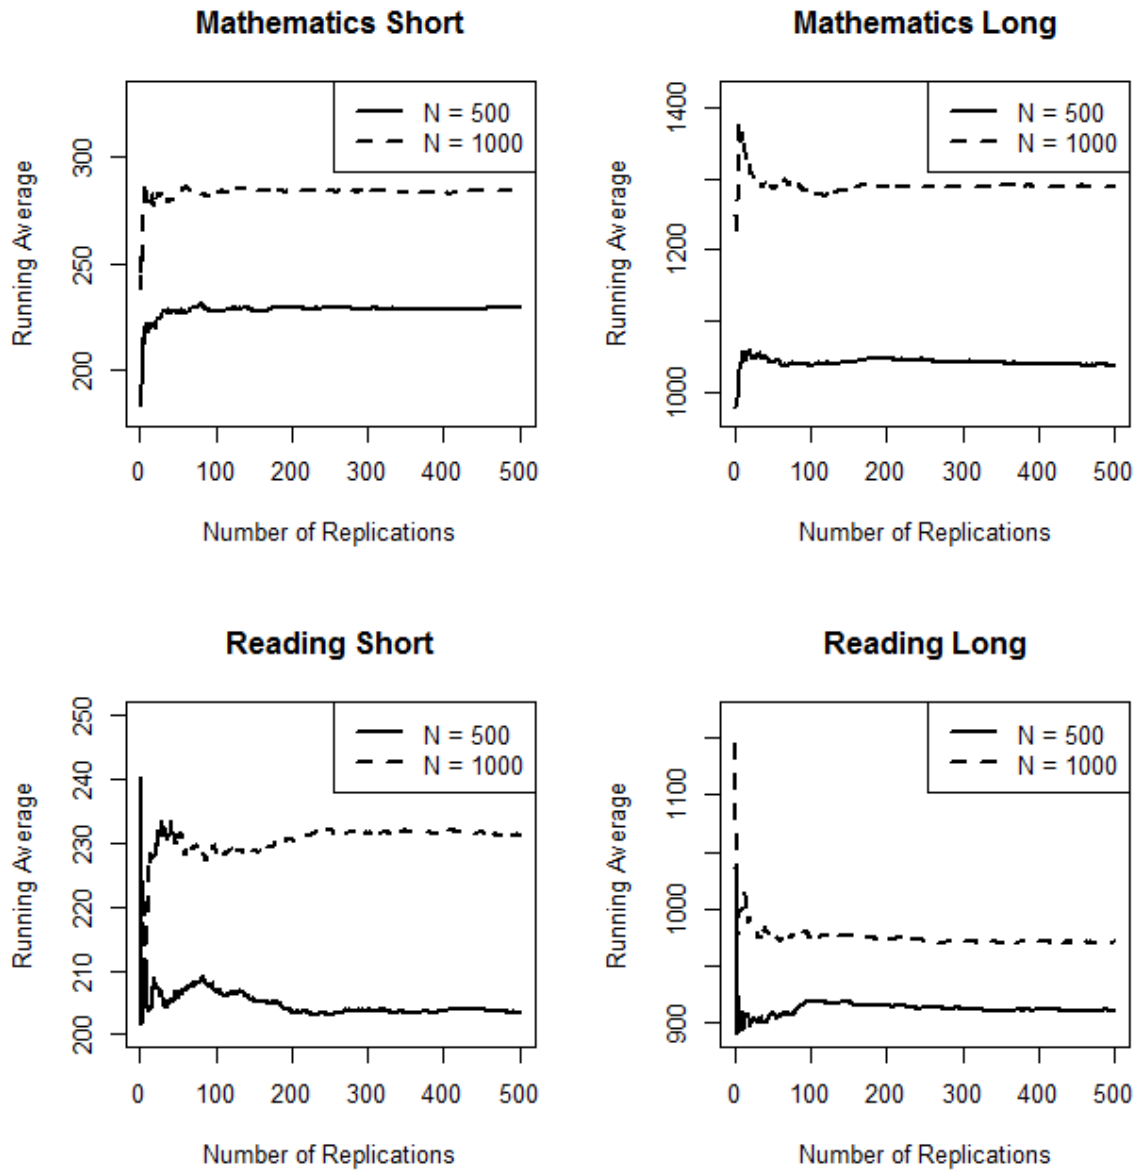 Mathematics Short
N = 500
N = 1000
Running Average
300
250
200
0 100 200 300 400 500
Number of Replications
Mathematics Long
N = 500
N = 1000
Running Average
1400
1200
1000
0 100 200 300 400 500
Number of Replications
Reading Short
N = 500
N = 1000
Running Average
250
240
230
220
210
200
0 100 200 300 400 500
Number of Replications
Reading Long
N = 500
N = 1000
Running Average
1100
1000
900
0 100 200 300 400 500
Number of Replications